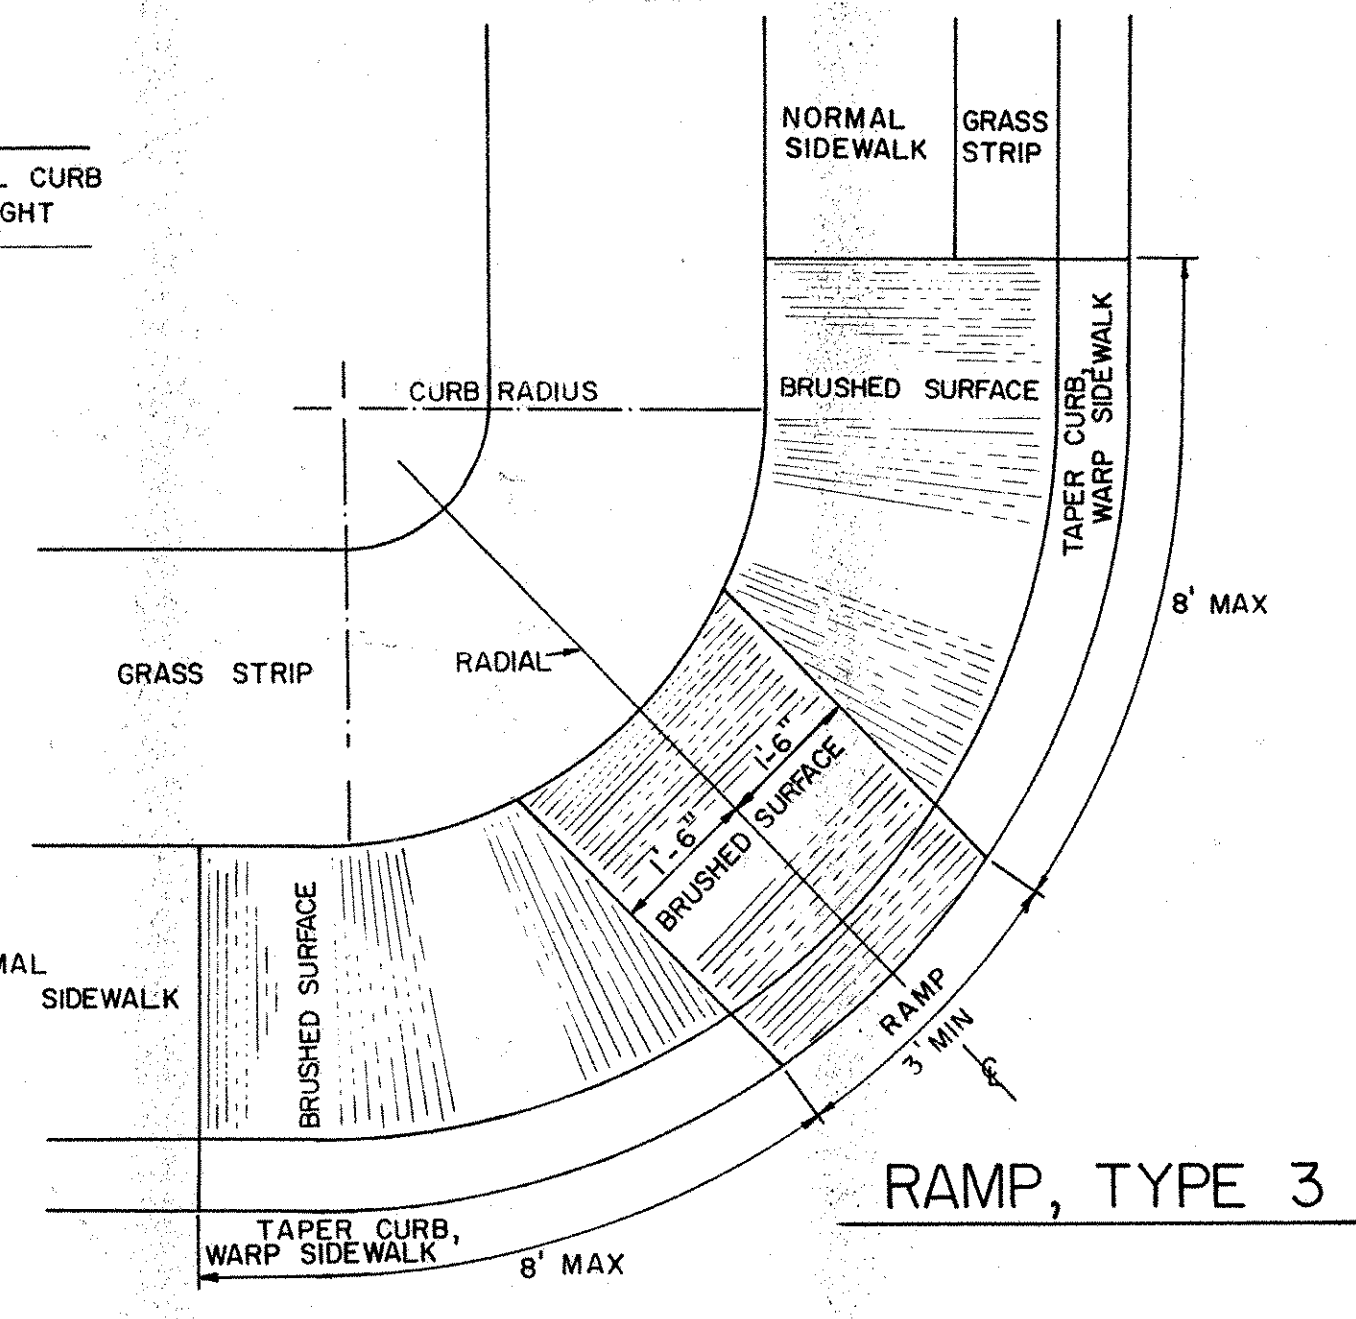 NORMAL
SIDEWALK
GRASS
STRIP
L CURB
GHT
CURB RADIUS
BRUSHED SURFACE
TAPER CURB,
WARP SIDEWALK
8' MAX
GRASS STRIP
RADIAL
1'-6"
1'-6"
BRUSHED SURFACE
BRUSHED SURFACE
MAL
SIDEWALK
RAMP
3' MIN
℄
RAMP, TYPE 3
TAPER CURB,
WARP SIDEWALK
8' MAX